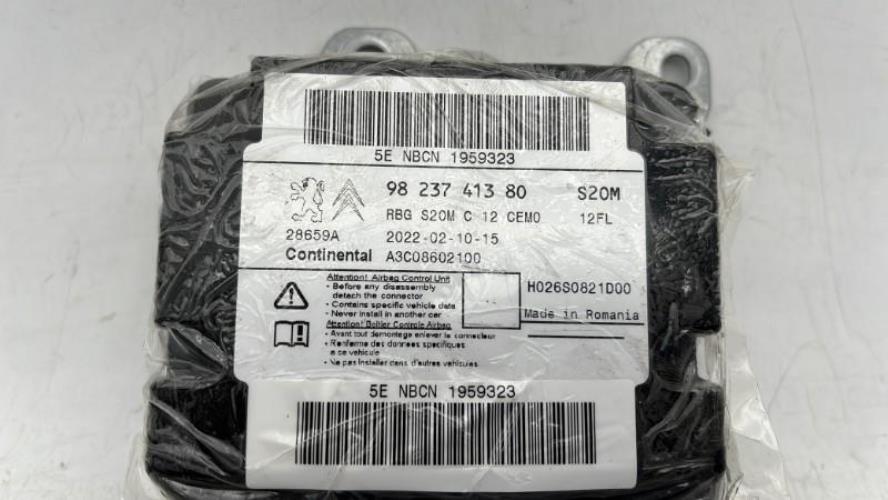 5E NBCN 1959323
98 237 413 80 S20M
RBG S20M C 12 CEMO 12FL
28659A 2022-02-10-15
Continental A3C08602100
Attention! Airbag Control Unit
- Before any disassembly
detach the connector
- Contains specific vehicle data
- Never install in another car
Attention! Boîtier Contrôle Airbag
- Avant tout démontage enlever le connecteur
- Renferme des données spécifiques
à ce véhicule
- Ne pas installer dans d'autres véhicules
H026S0821D00
Made in Romania
5E NBCN 1959323